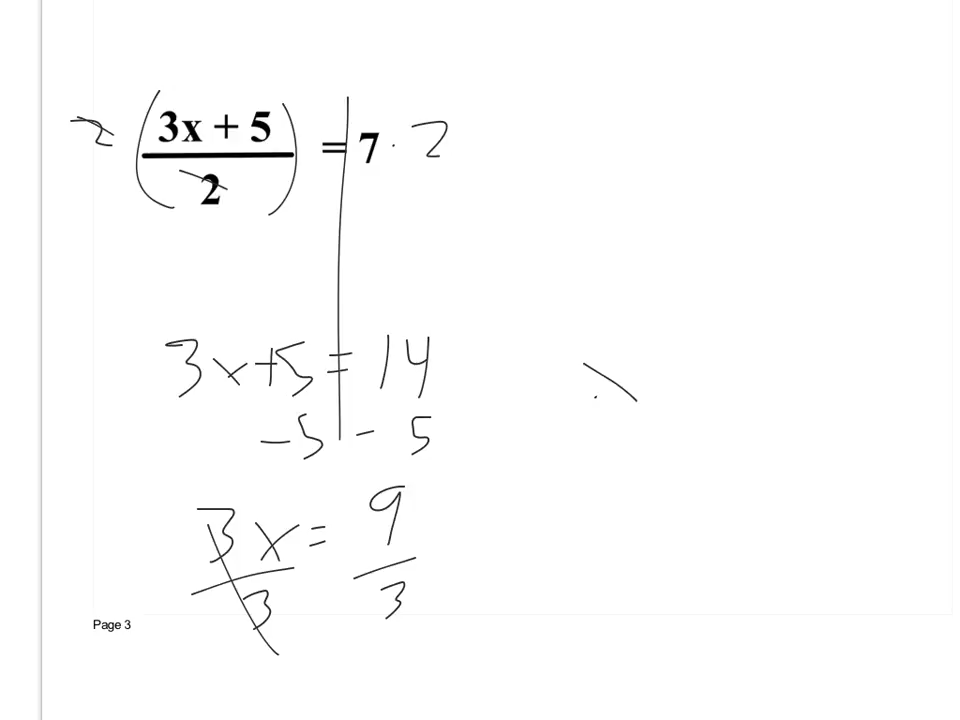 2 ( 3x + 5 ) = 7 · 2
2
3x+5 = 14
-5 - 5
3x = 9
3 3
Page 3